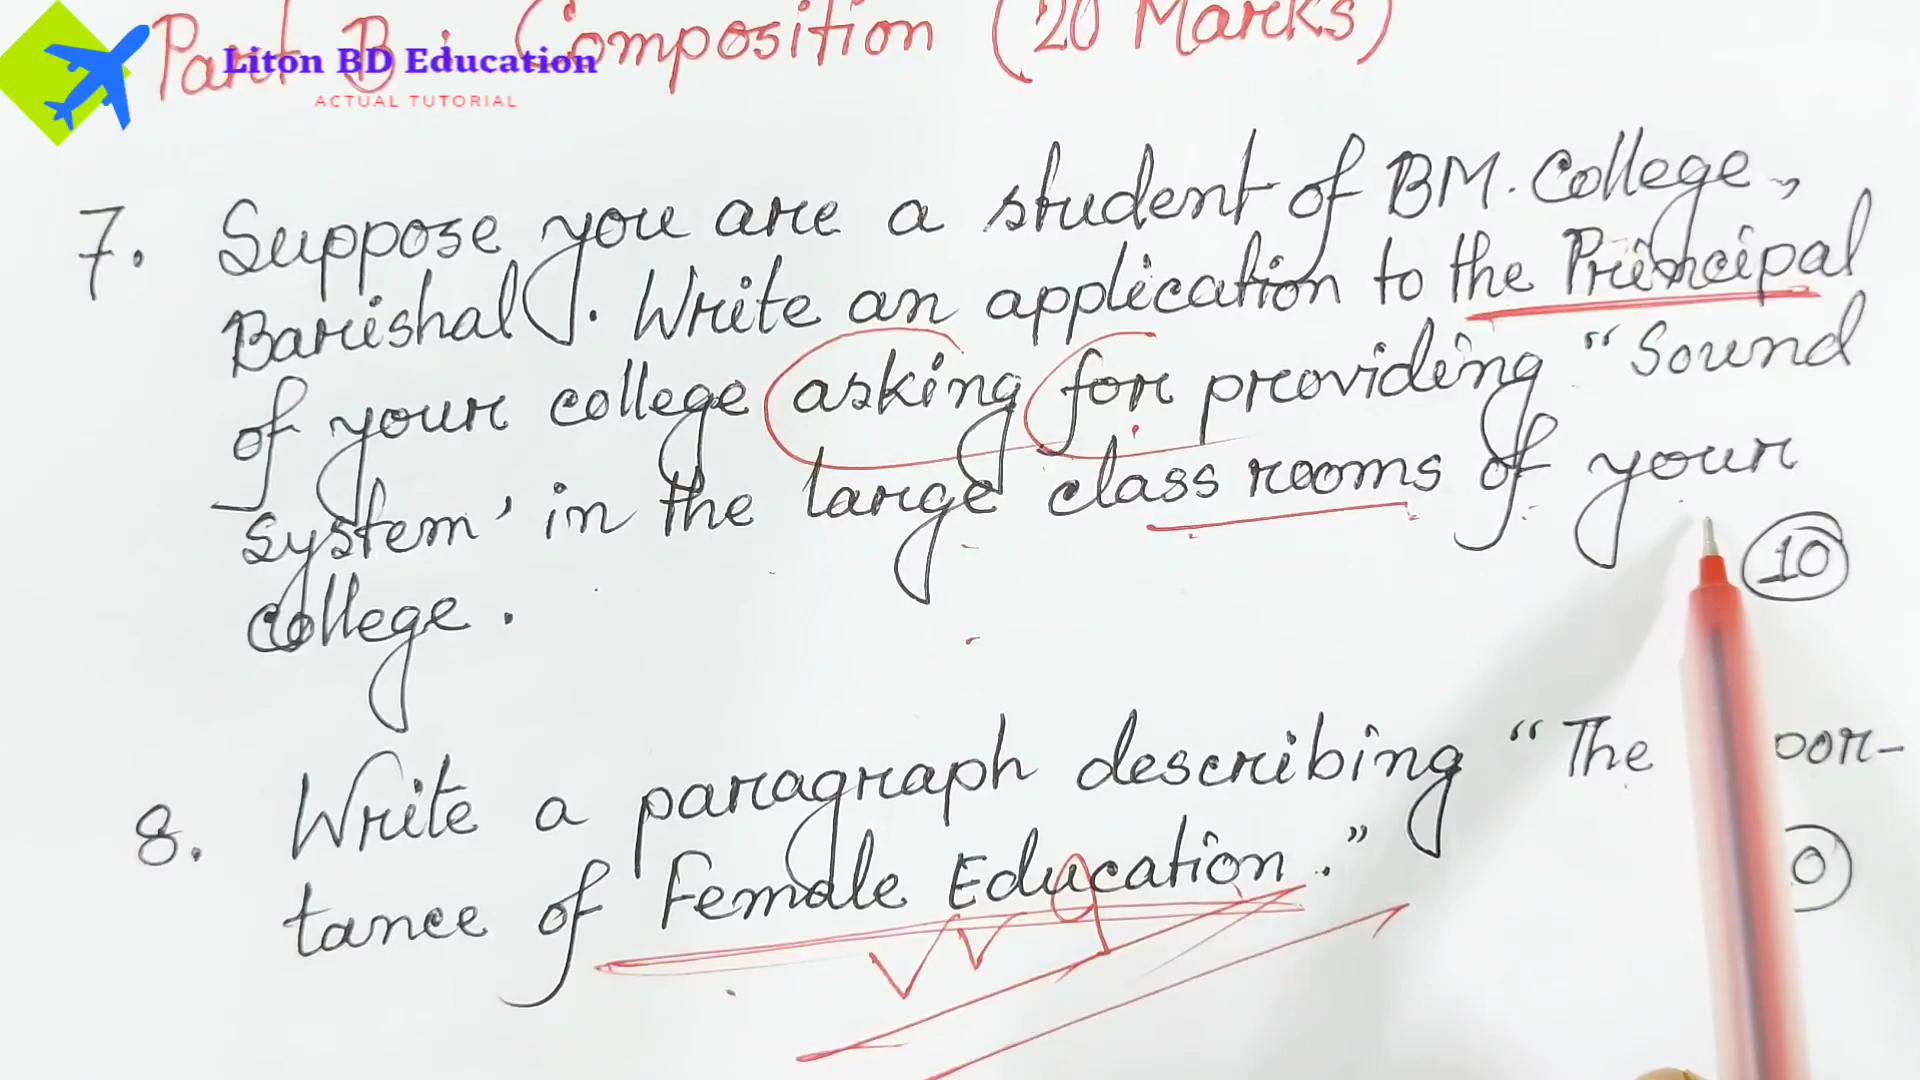 Part B: Composition (20 Marks)
Liton BD Education
ACTUAL TUTORIAL
7. Suppose you are a student of BM. College,
Barishal. Write an application to the Principal
of your college asking for providing "Sound
System' in the large class rooms of your
college.
10
8. Write a paragraph describing "The
tance of Female Education."